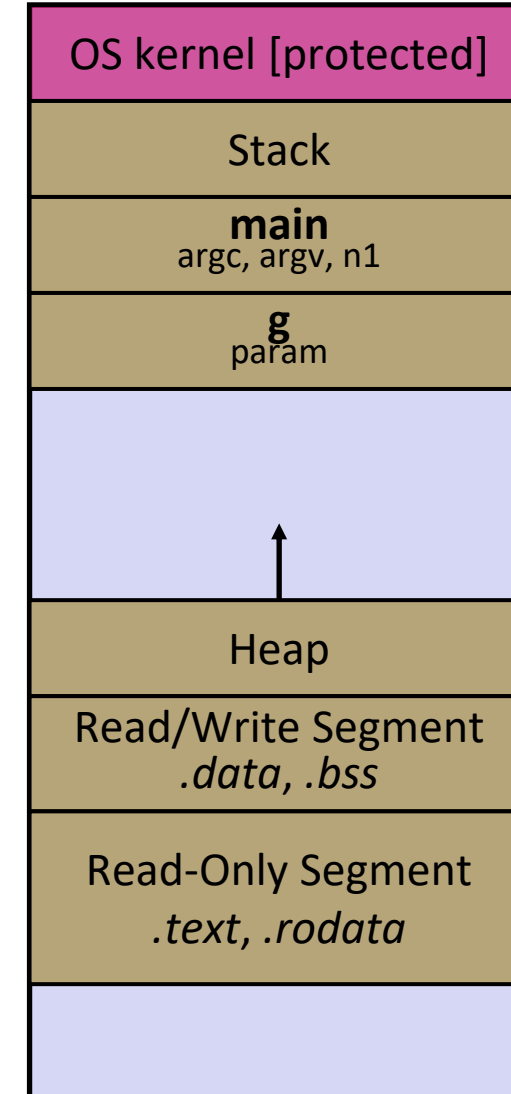 OS kernel [protected]
Stack
main
argc, argv, n1
g
param
Heap
Read/Write Segment
.data, .bss
Read-Only Segment
.text, .rodata